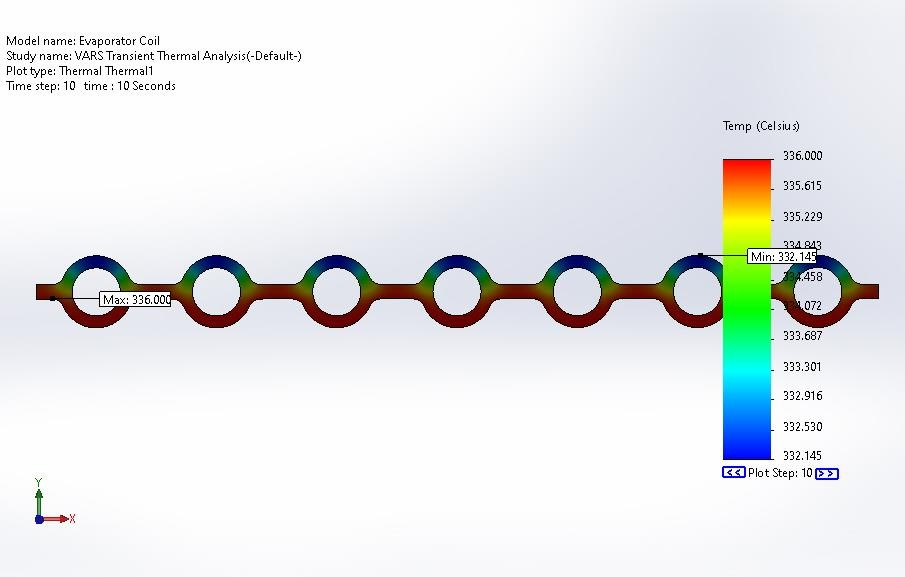 Model name: Evaporator Coil
Study name: VARS Transient Thermal Analysis(-Default-)
Plot type: Thermal Thermal1
Time step: 10 time : 10 Seconds
Temp (Celsius)
336.000
335.615
335.229
334.843
Min: 332.145
334.458
Max: 336.000
334.072
333.687
333.301
332.916
332.530
332.145
<< Plot Step: 10 >>
Y
X